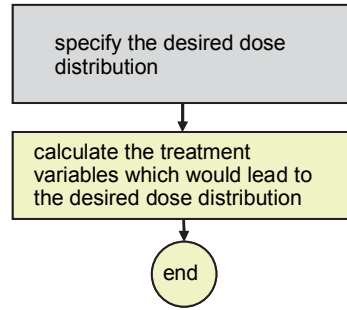 specify the desired dose
distribution
calculate the treatment
variables which would lead to
the desired dose distribution
end